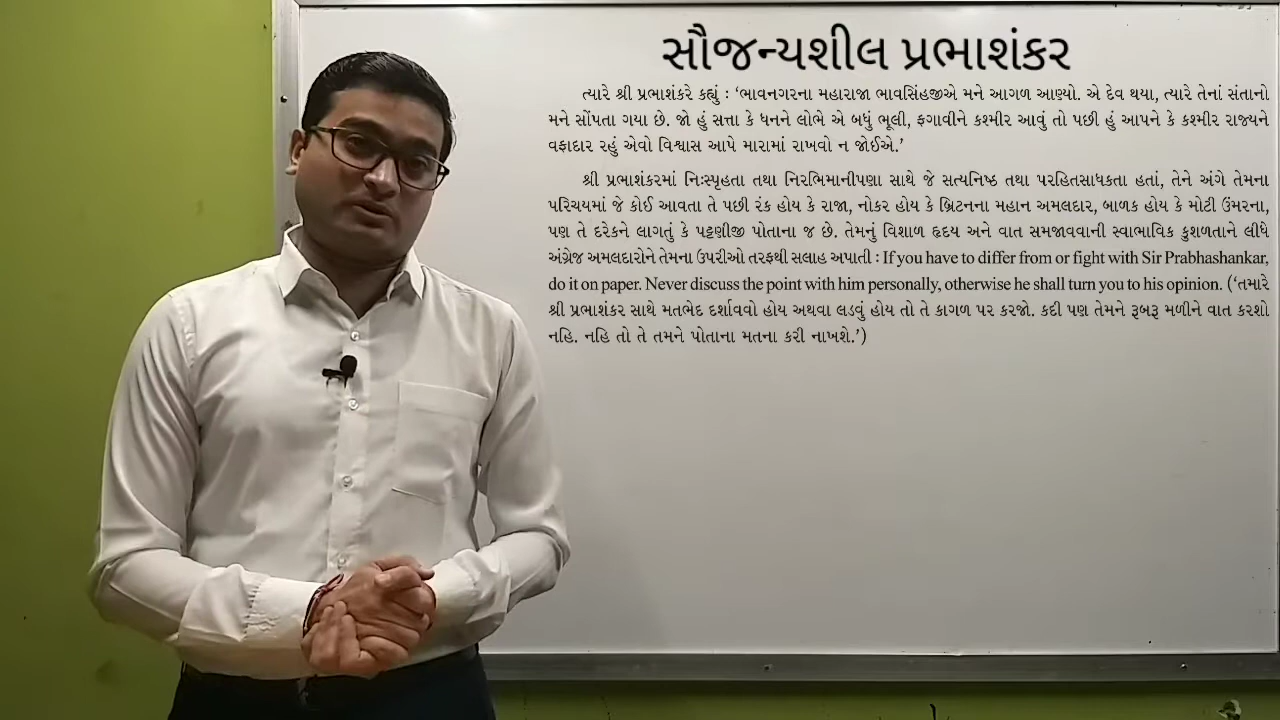 સૌજન્યશીલ પ્રભાશંકર
ત્યારે શ્રી પ્રભાશંકરે કહ્યું : ‘ભાવનગરના મહારાજા ભાવસિંહજીએ મને આગળ આણ્યો. એ દેવ થયા, ત્યારે તેનાં સંતાનો
મને સોંપતા ગયા છે. જો હું સત્તા કે ધનને લોભે એ બધું ભૂલી, ફગાવીને કશ્મીર આવું તો પછી હું આપને કે કશ્મીર રાજ્યને
વફાદાર રહું એવો વિશ્વાસ આપે મારામાં રાખવો ન જોઈએ.’
શ્રી પ્રભાશંકરમાં નિઃસ્પૃહતા તથા નિરભિમાનીપણા સાથે જે સત્યનિષ્ઠ તથા પરહિતસાધકતા હતાં, તેને અંગે તેમના
પરિચયમાં જે કોઈ આવતા તે પછી રંક હોય કે રાજા, નોકર હોય કે બ્રિટનના મહાન અમલદાર, બાળક હોય કે મોટી ઉંમરના,
પણ તે દરેકને લાગતું કે પટ્ટણીજી પોતાના જ છે. તેમનું વિશાળ હૃદય અને વાત સમજાવવાની સ્વાભાવિક કુશળતાને લીધે
અંગ્રેજ અમલદારોને તેમના ઉપરીઓ તરફથી સલાહ અપાતી : If you have to differ from or fight with Sir Prabhashankar,
do it on paper. Never discuss the point with him personally, otherwise he shall turn you to his opinion. (‘તમારે
શ્રી પ્રભાશંકર સાથે મતભેદ દર્શાવવો હોય અથવા લડવું હોય તો તે કાગળ પર કરજો. કદી પણ તેમને રૂબરૂ મળીને વાત કરશો
નહિ. નહિ તો તે તમને પોતાના મતના કરી નાખશે.’)